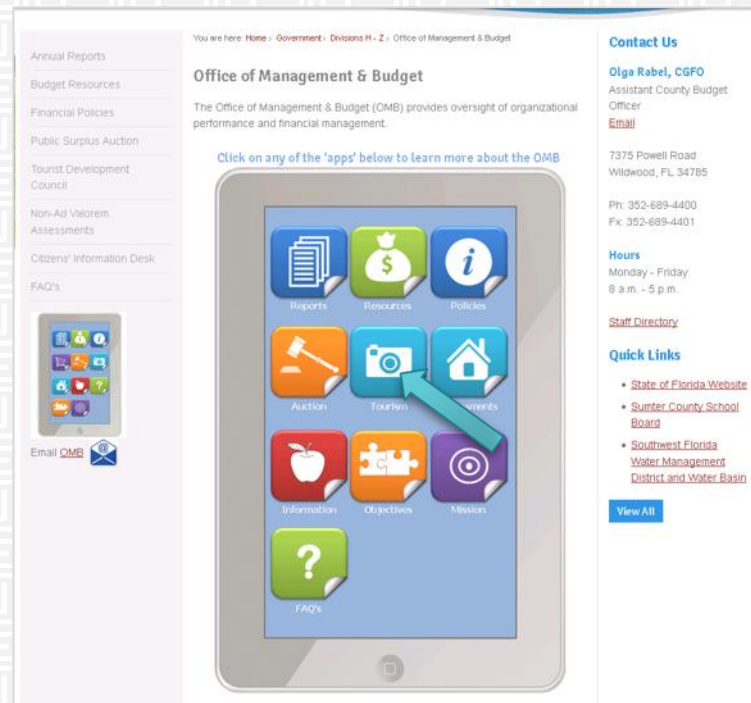 You are here: Home › Government › Divisions H - Z › Office of Management & Budget
Annual Reports
Budget Resources
Financial Policies
Public Surplus Auction
Tourist Development
Council
Non-Ad Valorem
Assessments
Citizens' Information Desk
FAQ's
Email OMB
Office of Management & Budget
The Office of Management & Budget (OMB) provides oversight of organizational
performance and financial management.
Click on any of the 'apps' below to learn more about the OMB
Reports
Resources
Policies
Auction
Tourism
Information
Objectives
Mission
FAQ's
Contact Us
Olga Rabel, CGFO
Assistant County Budget
Officer
Email
7375 Powell Road
Wildwood, FL 34785
Ph: 352-689-4400
Fx: 352-689-4401
Hours
Monday - Friday
8 a.m. - 5 p.m.
Staff Directory
Quick Links
State of Florida Website
Sumter County School
Board
Southwest Florida
Water Management
District and Water Basin
View All